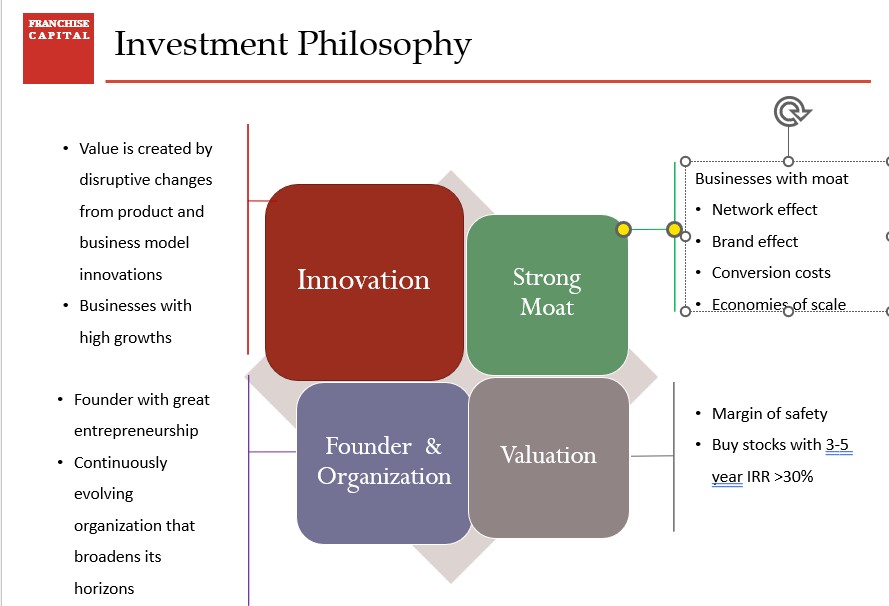 FRANCHISE
CAPITAL
Investment Philosophy
• Value is created by
disruptive changes
from product and
business model
innovations
• Businesses with
high growths
Innovation
Strong
Moat
Businesses with moat
• Network effect
• Brand effect
• Conversion costs
• Economies of scale
• Founder with great
entrepreneurship
• Continuously
evolving
organization that
broadens its
horizons
Founder &
Organization
Valuation
• Margin of safety
• Buy stocks with 3-5
year IRR >30%